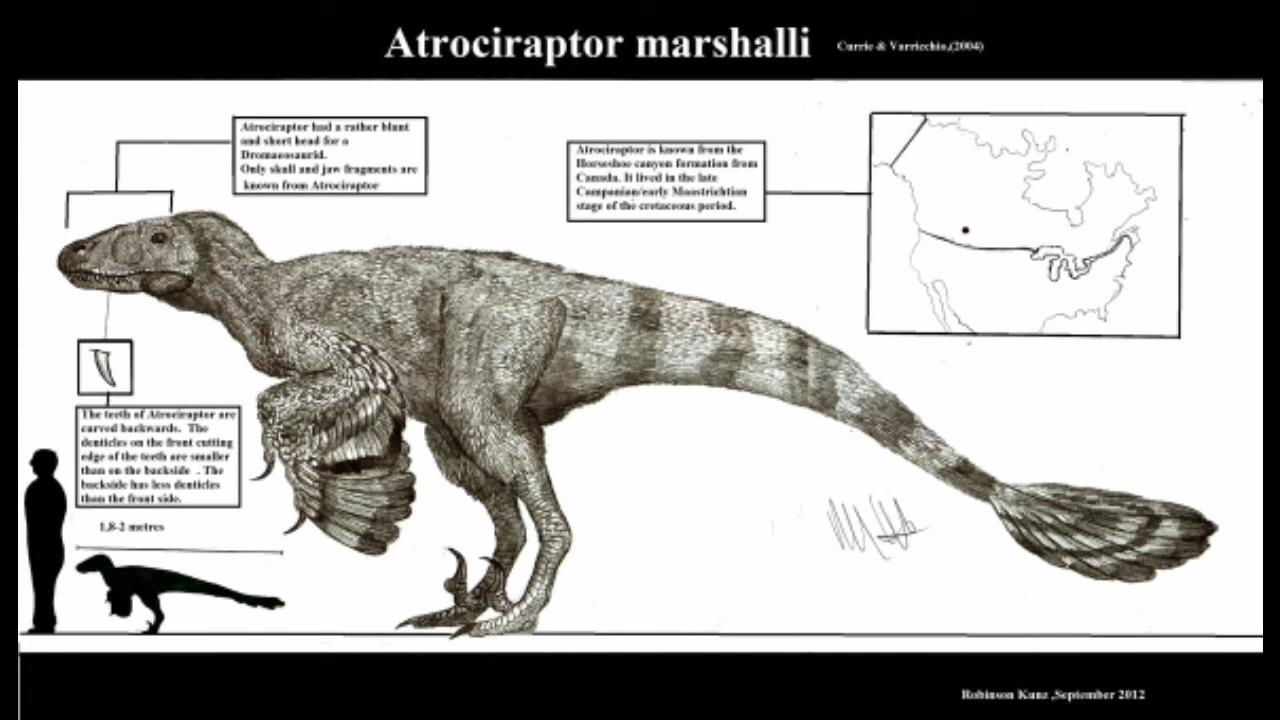 Atrociraptor marshalli
Currie & Varricchio,(2004)
Atrociraptor had a rather blunt
and short head for a
Dromaeosaurid.
Only skull and jaw fragments are
known from Atrociraptor
Atrociraptor is known from the
Horseshoe canyon formation from
Canada. It lived in the late
Campanian/early Maastrichtion
stage of the cretaceous period.
The teeth of Atrociraptor are
curved backwards. The
denticles on the front cutting
edge of the teeth are smaller
than on the backside . The
backside has less denticles
than the front side.
1,8-2 metres
Robinson Kunz ,September 2012